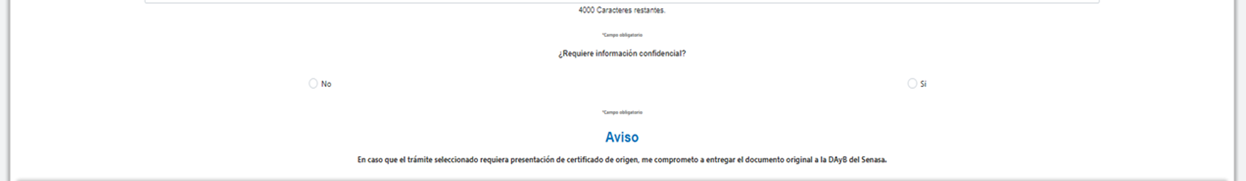 4000 Caracteres restantes.
*Campo obligatorio
¿Requiere información confidencial?
No
Si
*Campo obligatorio
Aviso
En caso que el trámite seleccionado requiera presentación de certificado de origen, me comprometo a entregar el documento original a la DAyB del Senasa.